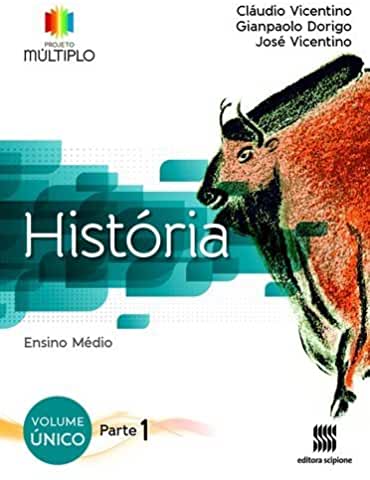 Cláudio Vicentino
Gianpaolo Dorigo
José Vicentino
PROJETO
MÚLTIPLO
História
Ensino Médio
VOLUME
ÚNICO
Parte 1
editora scipione